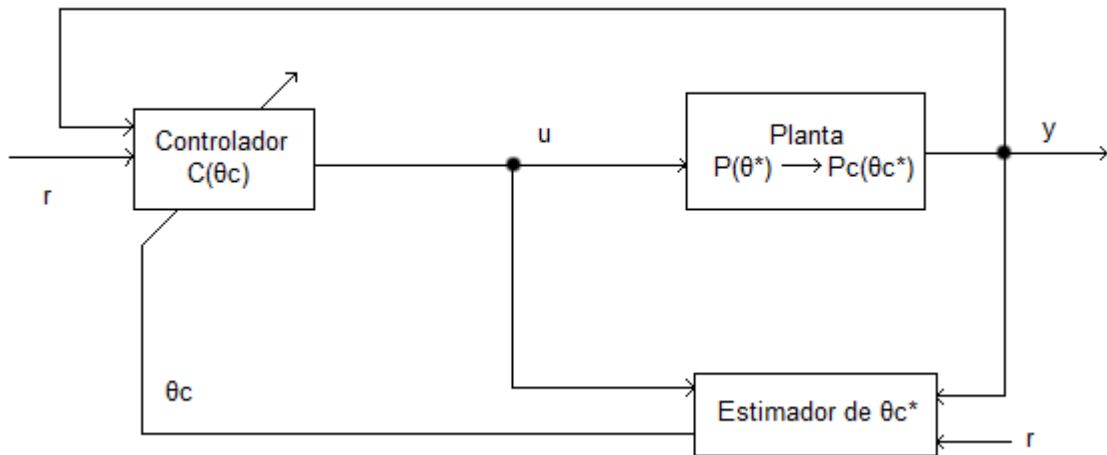 Controlador
C(θc)
r
u
Planta
P(θ*) → Pc(θc*)
y
θc
Estimador de θc*
r